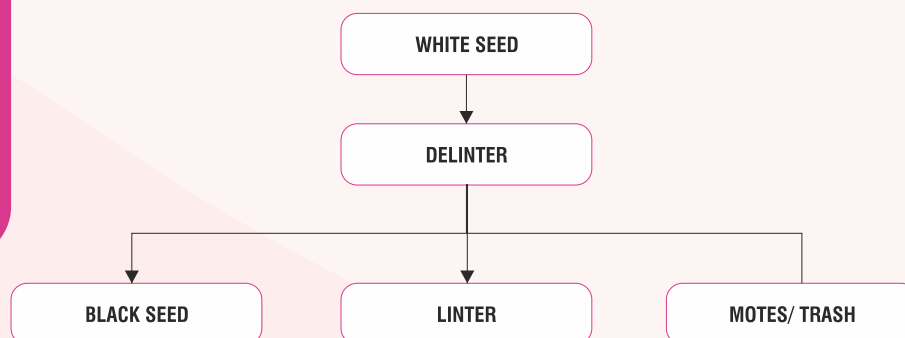 WHITE SEED
DELINTER
BLACK SEED
LINTER
MOTES/ TRASH